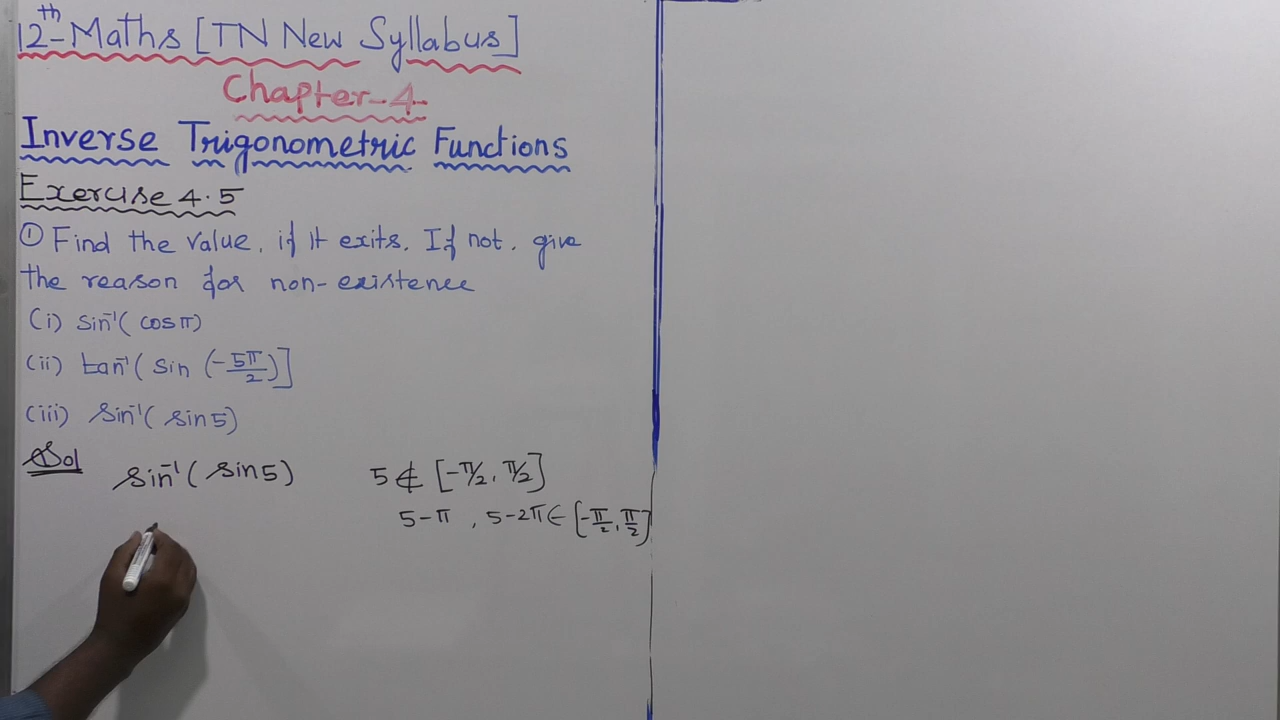 12th-Maths [TN New Syllabus]
Chapter-4
Inverse Trigonometric Functions
Exercise 4.5
① Find the value, if it exits. If not, give
the reason for non-existence
(i) sin⁻¹( cosπ)
(ii) tan⁻¹( sin (-5π/2)]
(iii) sin⁻¹( sin5)
Sol
sin⁻¹( sin5) 5 ∉ [-π/2, π/2]
5-π , 5-2π ∈ [-π/2, π/2]